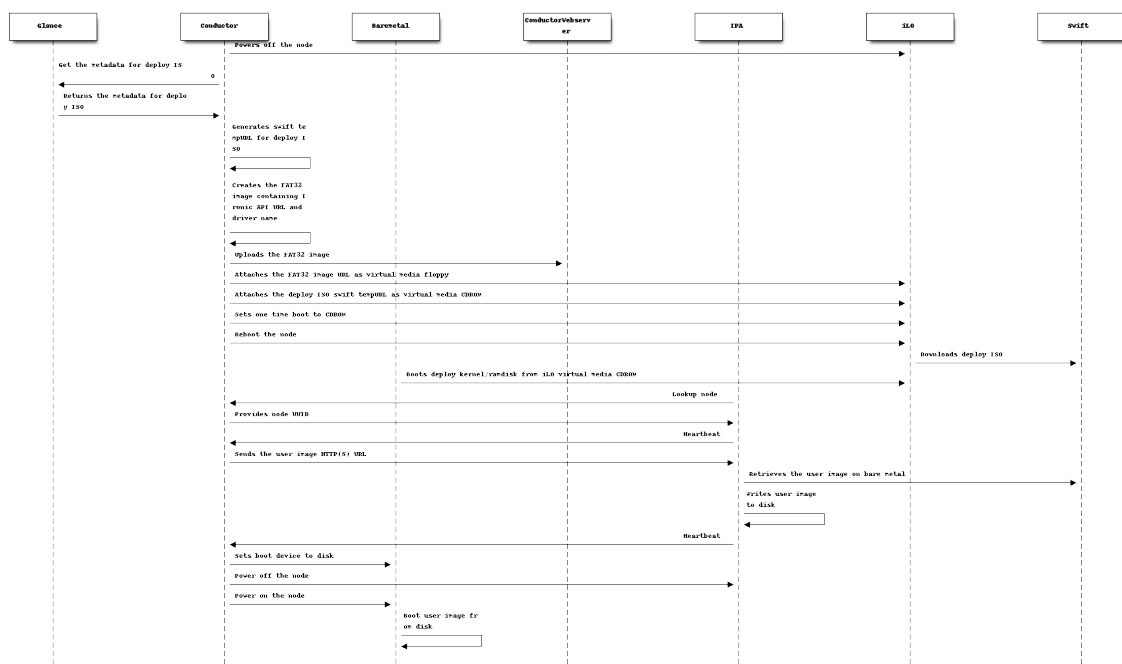 Glance
Conductor
Baremetal
ConductorWebserv
er
IPA
iLO
Swift
Powers off the node
Get the metadata for deploy IS
O
Returns the metadata for deplo
y ISO
Generates swift te
mpURL for deploy I
SO
Creates the FAT32
image containing I
ronic API URL and
driver name
Uploads the FAT32 image
Attaches the FAT32 image URL as virtual media floppy
Attaches the deploy ISO swift tempURL as virtual media CDROM
Sets one time boot to CDROM
Reboot the node
Downloads deploy ISO
Boots deploy kernel/ramdisk from iLO virtual media CDROM
Lookup node
Provides node UUID
Heartbeat
Sends the user image HTTP(S) URL
Retrieves the user image on bare metal
Writes user image
to disk
Heartbeat
Sets boot device to disk
Power off the node
Power on the node
Boot user image fr
om disk